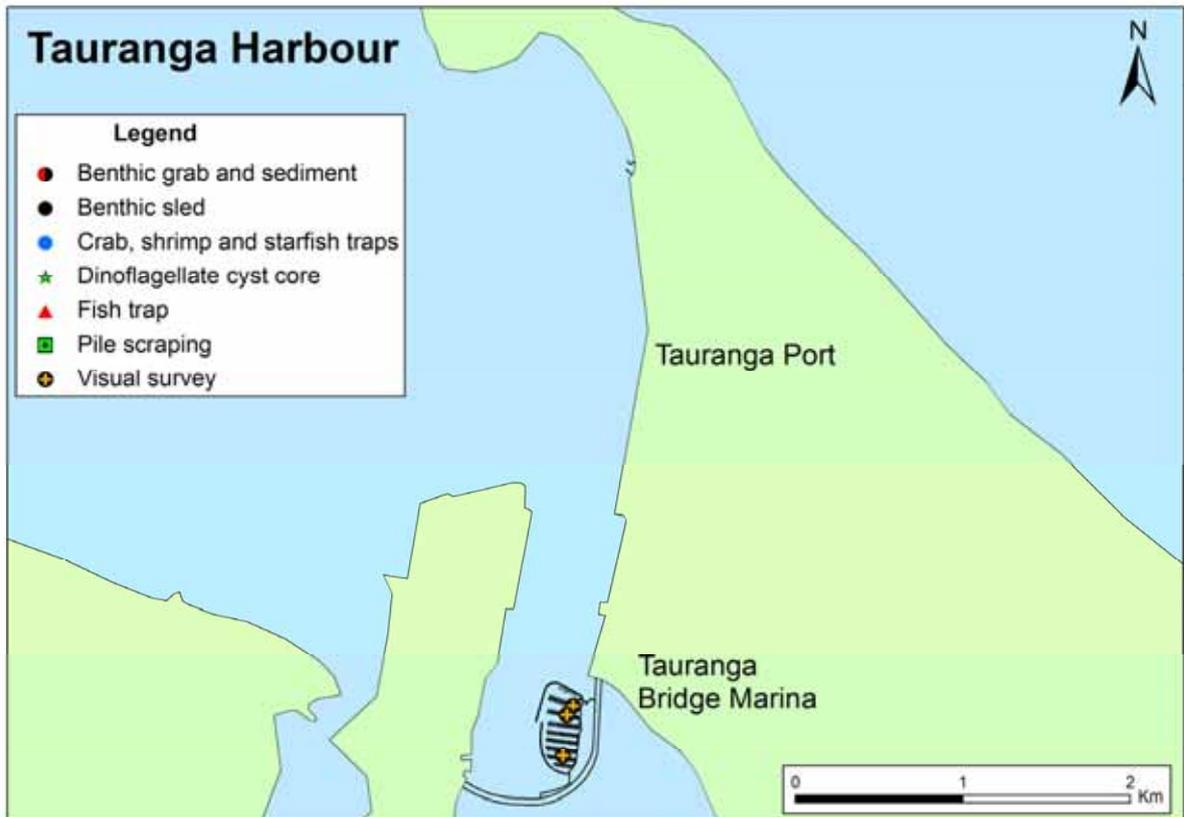 Tauranga Harbour
N
Legend
Benthic grab and sediment
Benthic sled
Crab, shrimp and starfish traps
Dinoflagellate cyst core
Fish trap
Pile scraping
Visual survey
Tauranga Port
Tauranga
Bridge Marina
0 1 2
Km